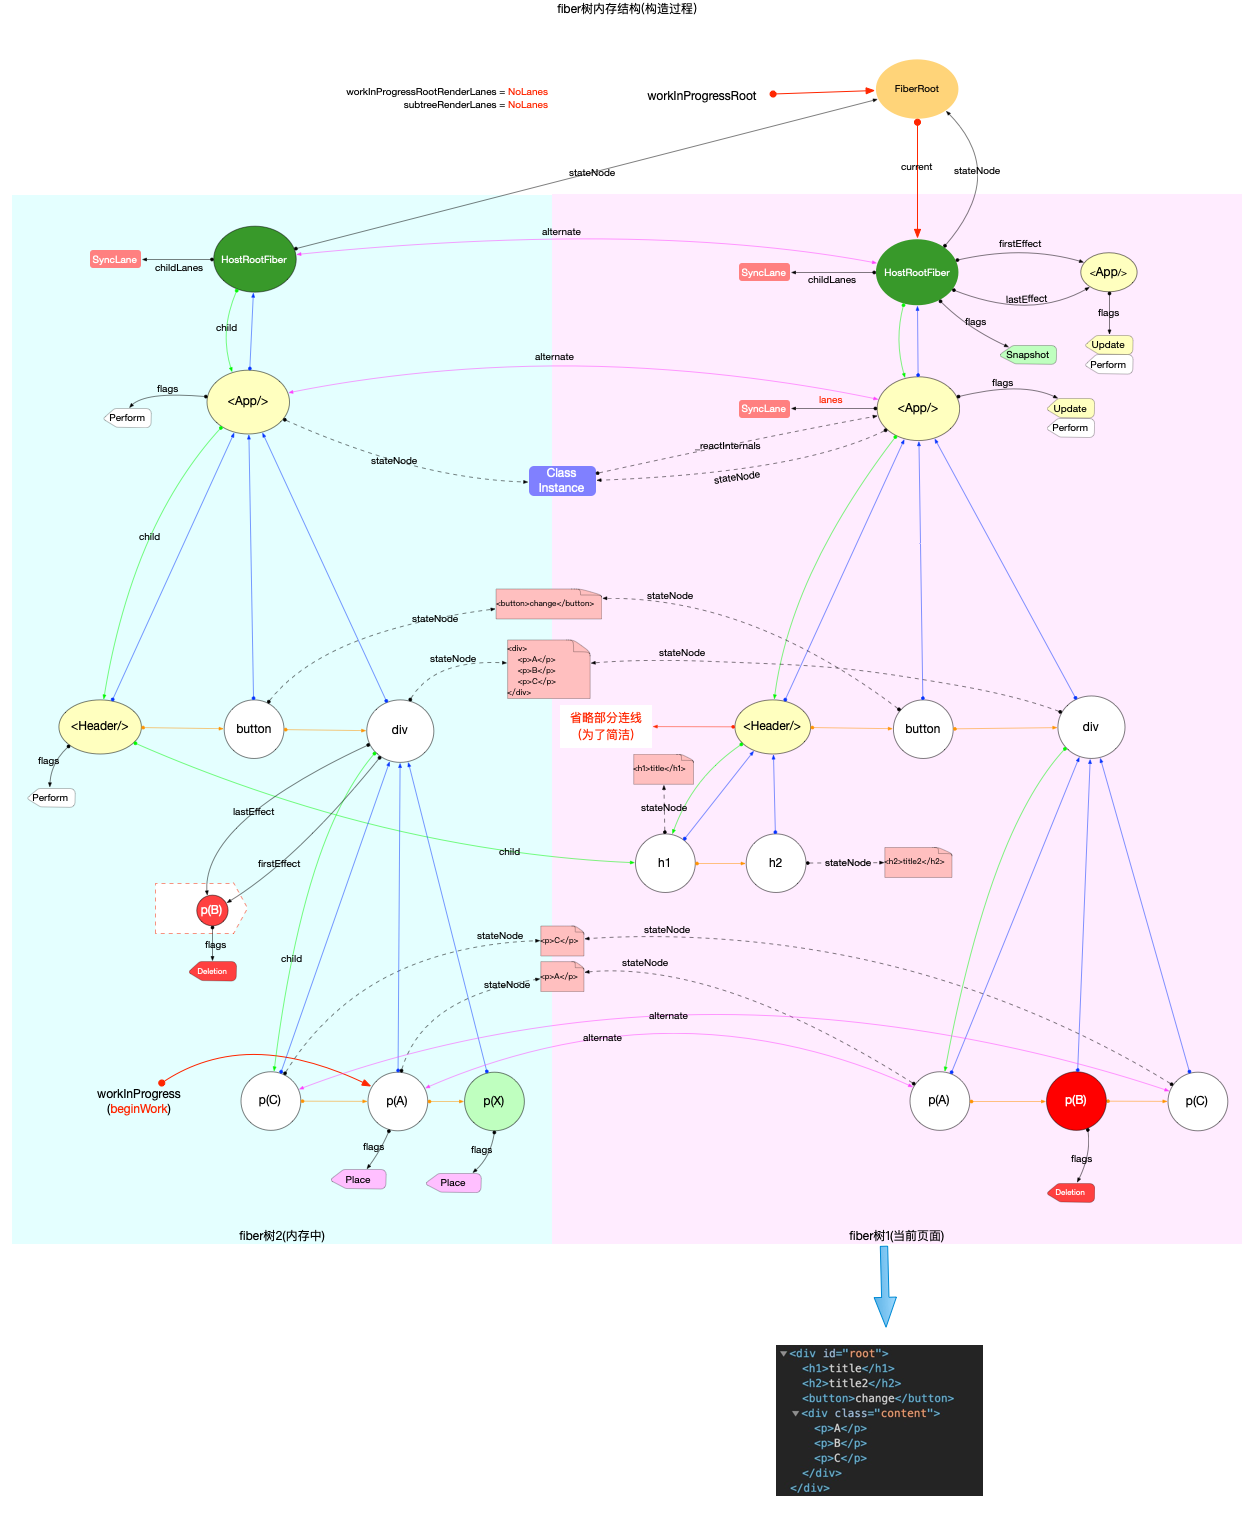 fiber树内存结构(构造过程)
workInProgressRootRenderLanes = NoLanes
subtreeRenderLanes = NoLanes
workInProgressRoot
FiberRoot
stateNode
current
stateNode
HostRootFiber
SyncLane
childLanes
alternate
HostRootFiber
SyncLane
childLanes
firstEffect
lastEffect
<App/>
flags
Update
Perform
flags
Snapshot
child
alternate
flags
Perform
<App/>
lanes
SyncLane
<App/>
flags
Update
Perform
stateNode
_reactInternals
stateNode
Class
Instance
child
<button>change</button>
stateNode
stateNode
<div>
<p>A</p>
<p>B</p>
<p>C</p>
</div>
stateNode
stateNode
<Header/>
button
div
省略部分连线
(为了简洁)
<Header/>
button
div
flags
Perform
<h1>title</h1>
stateNode
lastEffect
firstEffect
child
h1
h2
stateNode
<h2>title2</h2>
p(B)
flags
Deletion
child
stateNode
<p>C</p>
stateNode
stateNode
<p>A</p>
stateNode
alternate
alternate
workInProgress
(beginWork)
p(C)
p(A)
p(X)
p(A)
p(B)
p(C)
flags
Place
flags
Place
flags
Deletion
fiber树2(内存中)
fiber树1(当前页面)
<div id="root">
<h1>title</h1>
<h2>title2</h2>
<button>change</button>
<div class="content">
<p>A</p>
<p>B</p>
<p>C</p>
</div>
</div>